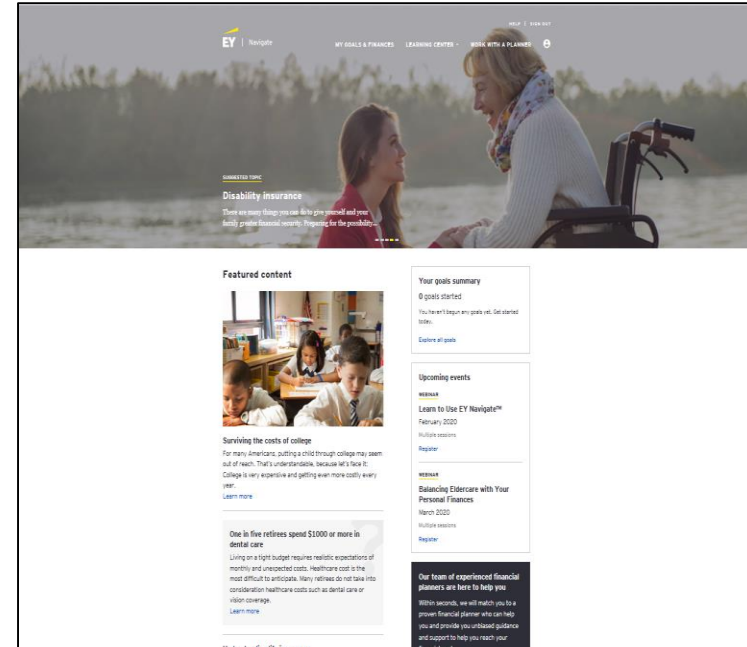 HELP | SIGN OUT
EY | Navigate
MY GOALS & FINANCES LEARNING CENTER WORK WITH A PLANNER
SUGGESTED TOPIC
Disability insurance
There are many things you can do to give yourself and your
family greater financial security. Preparing for the possibility...
Featured content
Surviving the costs of college
For many Americans, putting a child through college may seem
out of reach. That's understandable, because let's face it:
College is very expensive and getting even more costly every
year.
Learn more
One in five retirees spend $1000 or more in
dental care
Living on a tight budget requires realistic expectations of
monthly and unexpected costs. Healthcare cost is the
most difficult to anticipate. Many retirees do not take into
consideration healthcare costs such as dental care or
vision coverage.
Learn more
Your goals summary
0 goals started
You haven't begun any goals yet. Get started
today.
Explore all goals
Upcoming events
WEBINAR
Learn to Use EY Navigate™
February 2020
Multiple sessions
Register
WEBINAR
Balancing Eldercare with Your
Personal Finances
March 2020
Multiple sessions
Register
Our team of experienced financial
planners are here to help you
Within seconds, we will match you to a
proven financial planner who can help
you and provide you unbiased guidance
and support to help you reach your